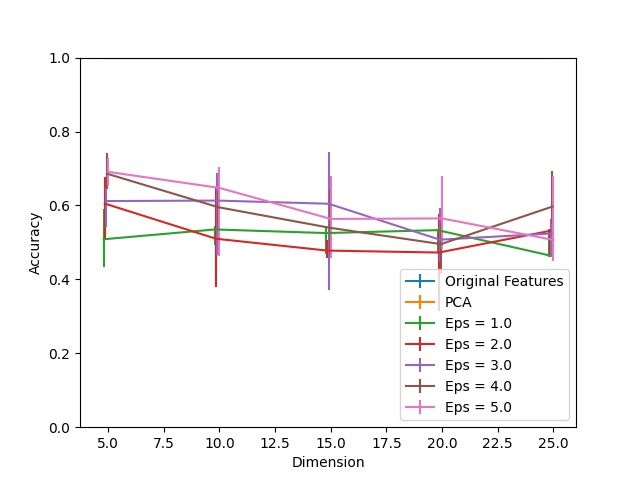 1.0
0.8
0.6
0.4
0.2
0.0
Accuracy
5.0 7.5 10.0 12.5 15.0 17.5 20.0 22.5 25.0
Dimension
Original Features
PCA
Eps = 1.0
Eps = 2.0
Eps = 3.0
Eps = 4.0
Eps = 5.0